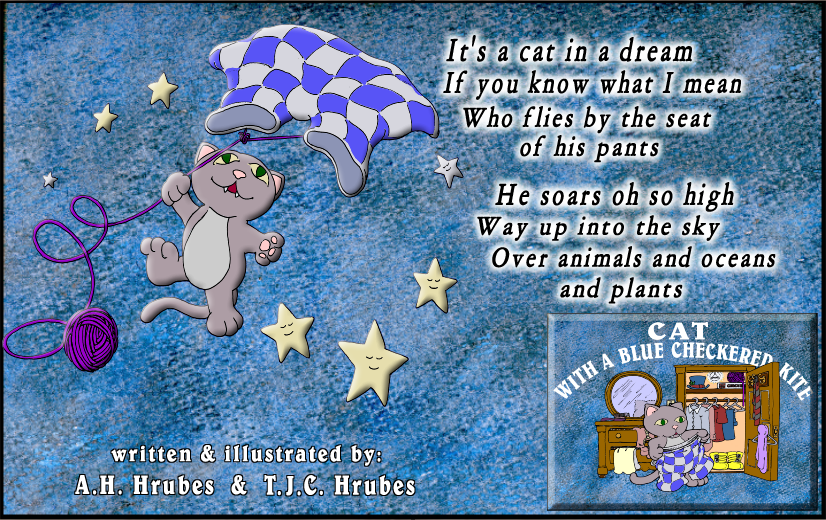 It's a cat in a dream
If you know what I mean
Who flies by the seat
of his pants
He soars oh so high
Way up into the sky
Over animals and oceans
and plants
CAT
WITH A BLUE CHECKERED KITE
written & illustrated by:
A.H. Hrubes & T.J.C. Hrubes